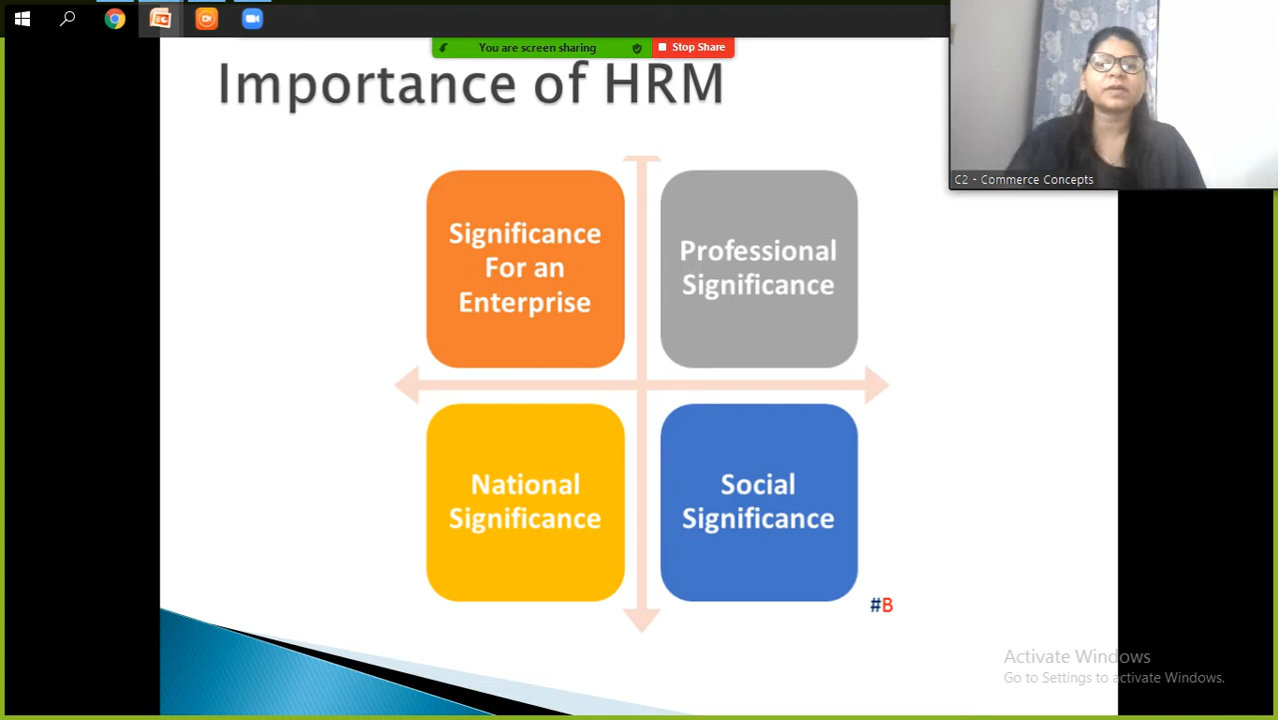 You are screen sharing
Stop Share
Importance of HRM
C2 - Commerce Concepts
Significance
For an
Enterprise
Professional
Significance
National
Significance
Social
Significance
#B
Activate Windows
Go to Settings to activate Windows.